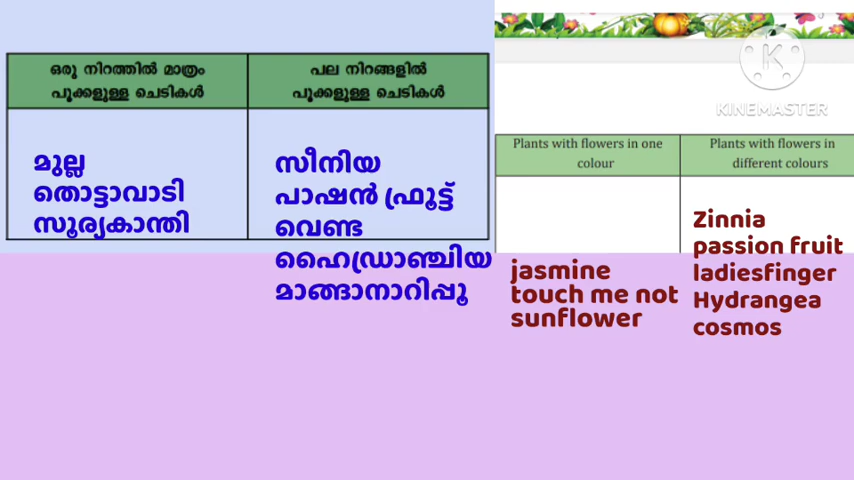 ഒരു നിറത്തിൽ മാത്രം
പൂക്കളുള്ള ചെടികൾ
പല നിറങ്ങളിൽ
പൂക്കളുള്ള ചെടികൾ
മുല്ല
തൊട്ടാവാടി
സൂര്യകാന്തി
സീനിയ
പാഷൻ ഫ്രൂട്ട്
വെണ്ട
ഹൈഡ്രാഞ്ചിയ
മാങ്ങാനാറിപ്പൂ
KINEMASTER
Plants with flowers in one
colour
Plants with flowers in
different colours
jasmine
touch me not
sunflower
Zinnia
passion fruit
ladiesfinger
Hydrangea
cosmos